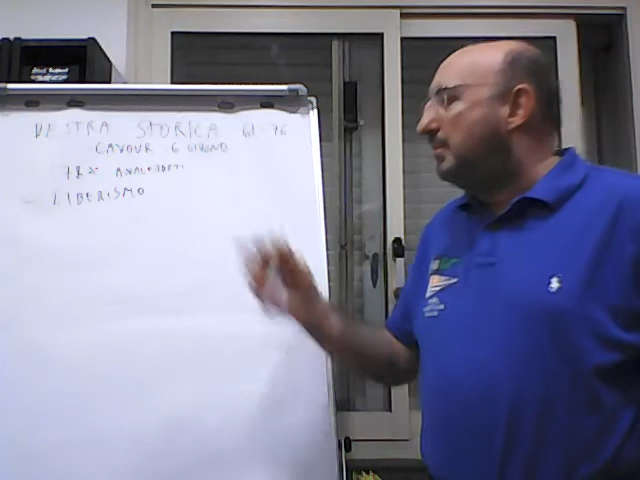 DESTRA STORICA 61-76
CAVOUR 6 GIUGNO
78% ANALFABETI
- LIBERISMO